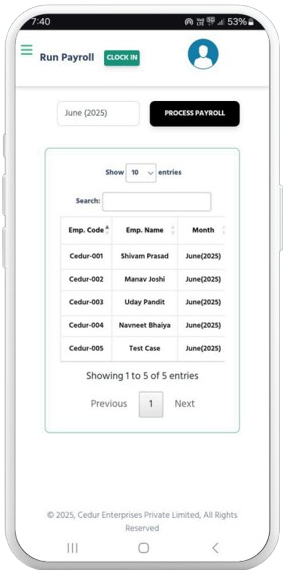 7:40
53%
Run Payroll
CLOCK IN
June (2025)
PROCESS PAYROLL
Show 10 entries
Search:
Emp. Code Emp. Name Month
Cedur-001 Shivam Prasad June(2025)
Cedur-002 Manav Joshi June(2025)
Cedur-003 Uday Pandit June(2025)
Cedur-004 Navneet Bhaiya June(2025)
Cedur-005 Test Case June(2025)
Showing 1 to 5 of 5 entries
Previous 1 Next
© 2025, Cedur Enterprises Private Limited, All Rights
Reserved